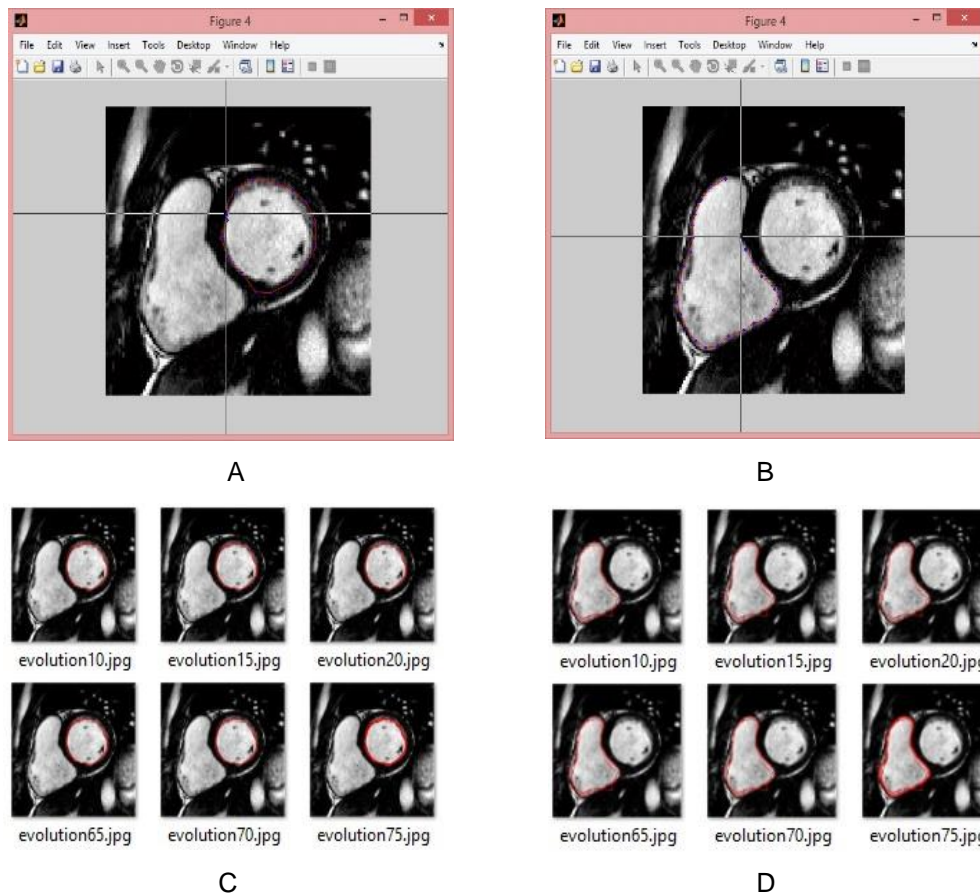 Figure 4
File Edit View Insert Tools Desktop Window Help
Figure 4
File Edit View Insert Tools Desktop Window Help
A
B
evolution10.jpg evolution15.jpg evolution20.jpg
evolution65.jpg evolution70.jpg evolution75.jpg
evolution10.jpg evolution15.jpg evolution20.jpg
evolution65.jpg evolution70.jpg evolution75.jpg
C
D